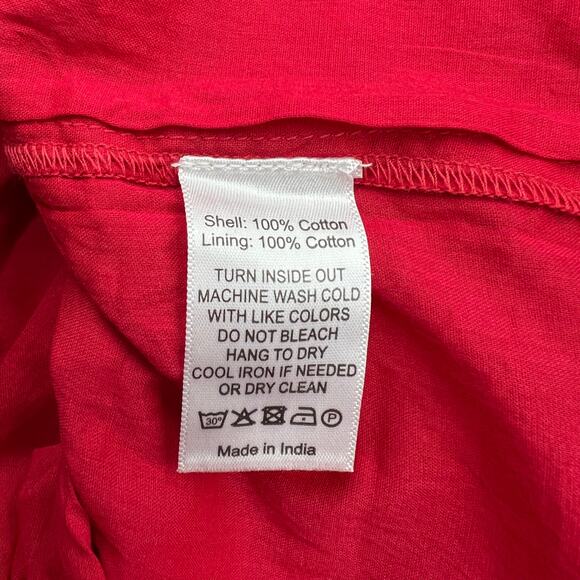 Shell: 100% Cotton
Lining: 100% Cotton
TURN INSIDE OUT
MACHINE WASH COLD
WITH LIKE COLORS
DO NOT BLEACH
HANG TO DRY
COOL IRON IF NEEDED
OR DRY CLEAN
30° P
Made in India